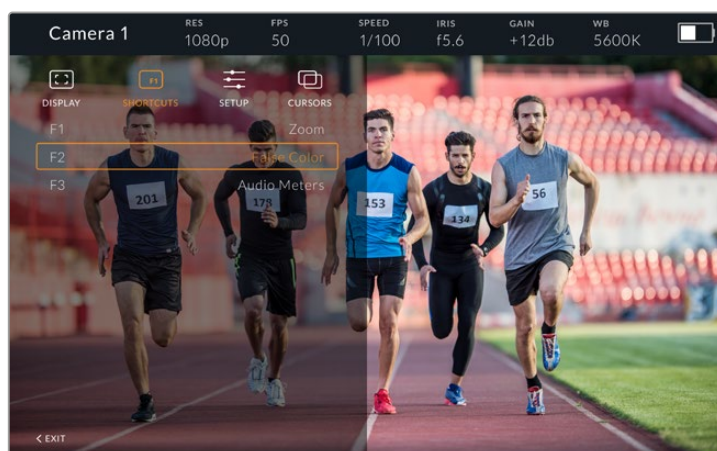 Camera 1
RES
1080p
FPS
50
SPEED
1/100
IRIS
f5.6
GAIN
+12db
WB
5600K
F1
DISPLAY
SHORTCUTS
SETUP
CURSORS
F1 Zoom
F2 False Color
F3 Audio Meters
201
178
153
134
56
< EXIT